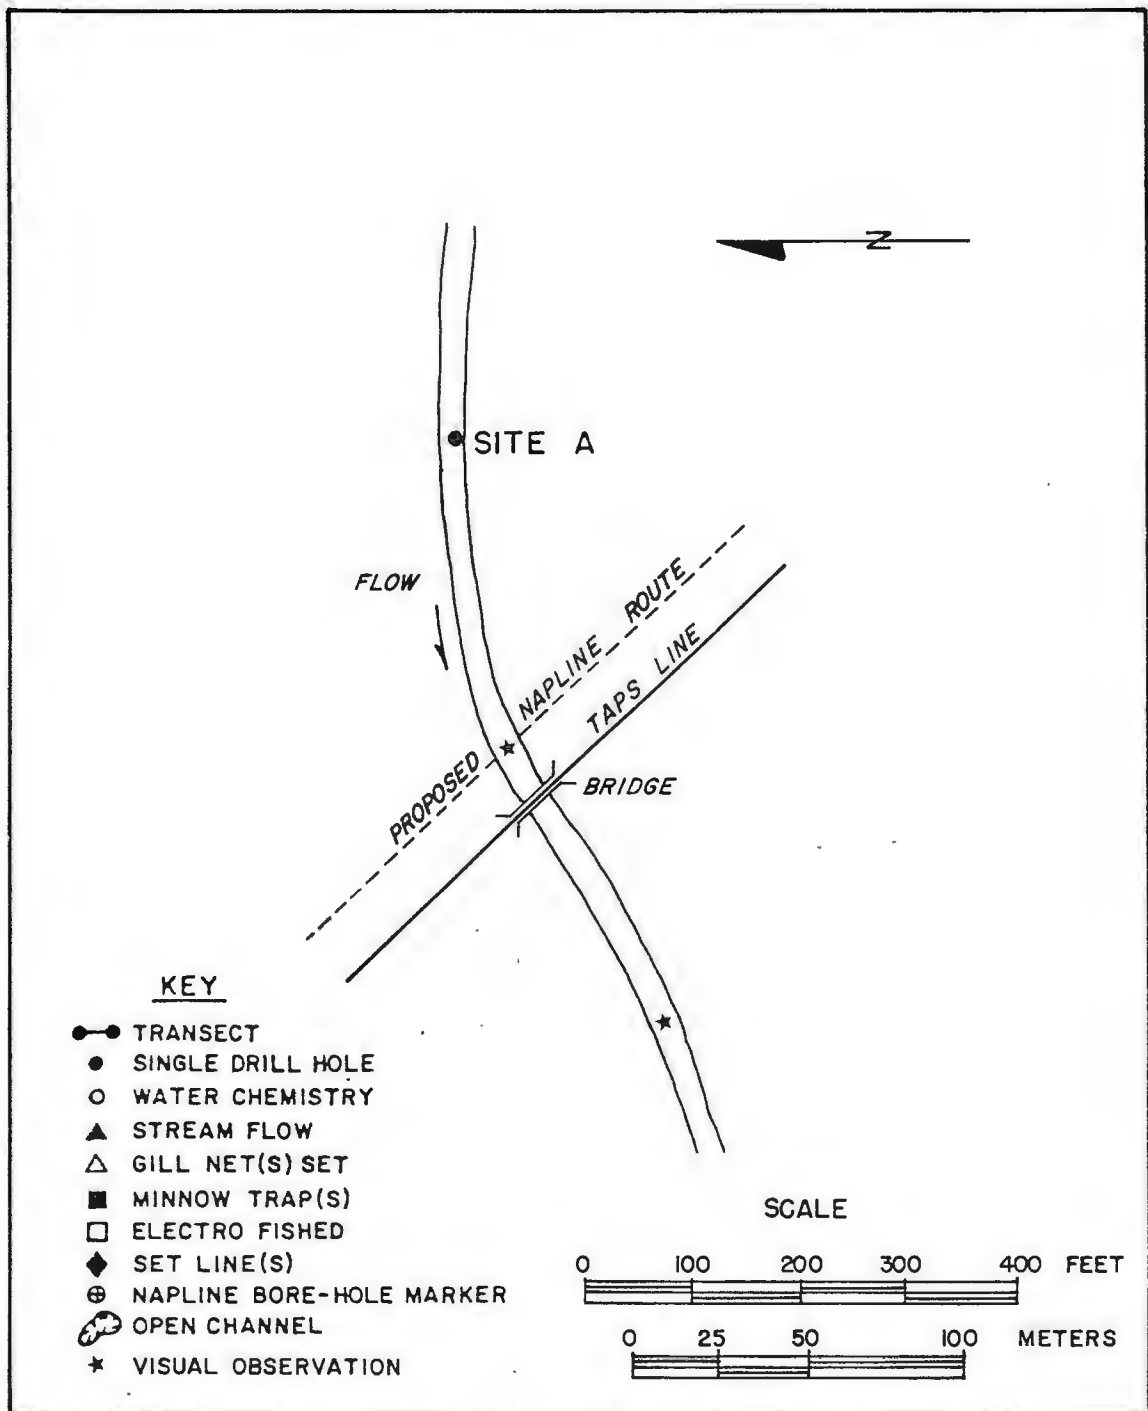 N
SITE A
FLOW
PROPOSED NAPLINE ROUTE
TAPS LINE
BRIDGE
KEY
TRANSECT
SINGLE DRILL HOLE
WATER CHEMISTRY
STREAM FLOW
GILL NET(S) SET
MINNOW TRAP(S)
ELECTRO FISHED
SET LINE(S)
NAPLINE BORE-HOLE MARKER
OPEN CHANNEL
VISUAL OBSERVATION
SCALE
0 100 200 300 400 FEET
0 25 50 100 METERS